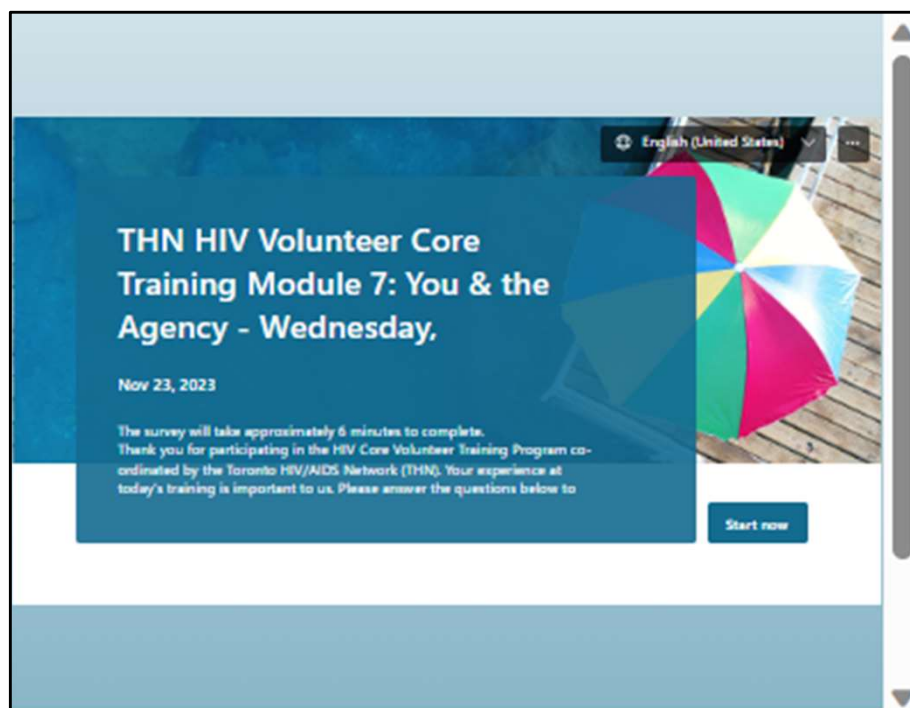 English (United States)
THN HIV Volunteer Core
Training Module 7: You & the
Agency - Wednesday,
Nov 23, 2023
The survey will take approximately 6 minutes to complete.
Thank you for participating in the HIV Core Volunteer Training Program co-
ordinated by the Toronto HIV/AIDS Network (THN). Your experience at
today's training is important to us. Please answer the questions below to
Start now